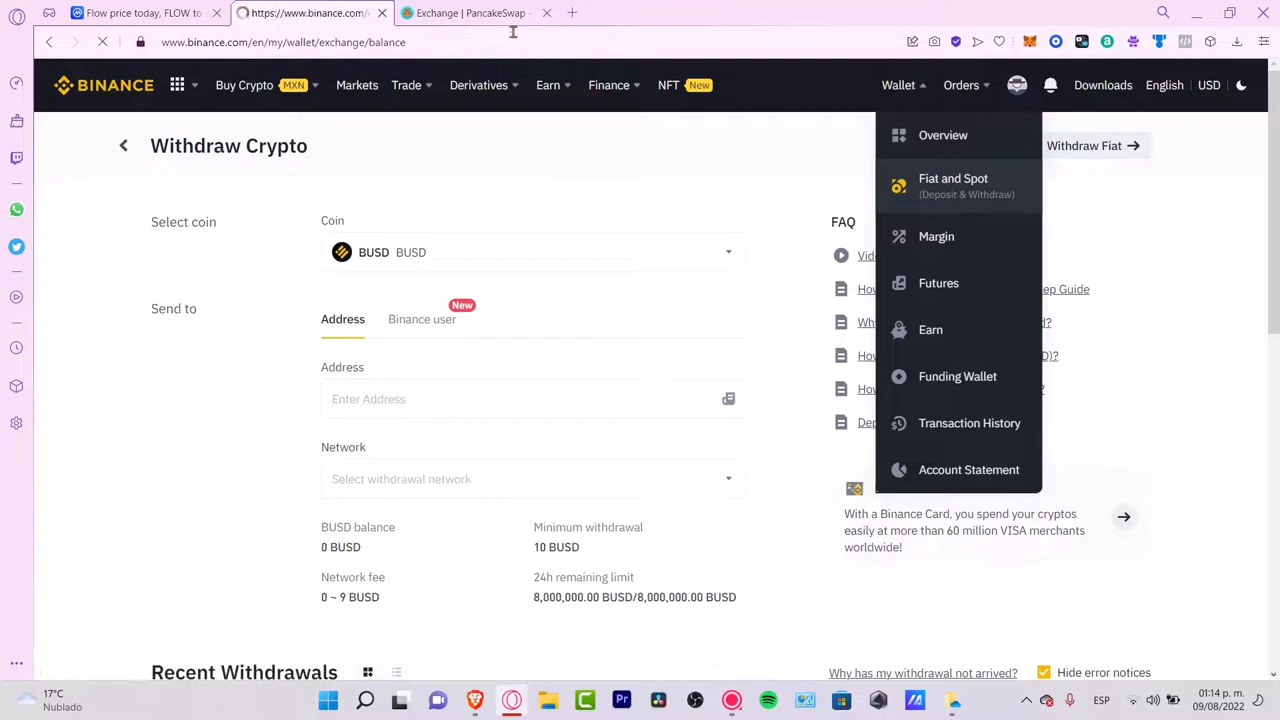 Flow price today, FLOW to
https://www.binance.com/
Exchange | PancakeSwap -
www.binance.com/en/my/wallet/exchange/balance
BINANCE
Buy Crypto MXN
Markets
Trade
Derivatives
Earn
Finance
NFT New
Wallet
Orders
Downloads
English
USD
Withdraw Crypto
Overview
Withdraw Fiat →
Fiat and Spot
(Deposit & Withdraw)
Margin
Futures
Earn
Funding Wallet
Transaction History
Account Statement
Select coin
Coin
BUSD BUSD
Send to
New
Address
Binance user
Address
Enter Address
Network
Select withdrawal network
BUSD balance
0 BUSD
Minimum withdrawal
10 BUSD
Network fee
0 ~ 9 BUSD
24h remaining limit
8,000,000.00 BUSD/8,000,000.00 BUSD
FAQ
ep Guide
With a Binance Card, you spend your cryptos
easily at more than 60 million VISA merchants
worldwide!
Recent Withdrawals
Why has my withdrawal not arrived?
Hide error notices
17°C
Nublado
Pr
ESP
01:14 p. m.
09/08/2022